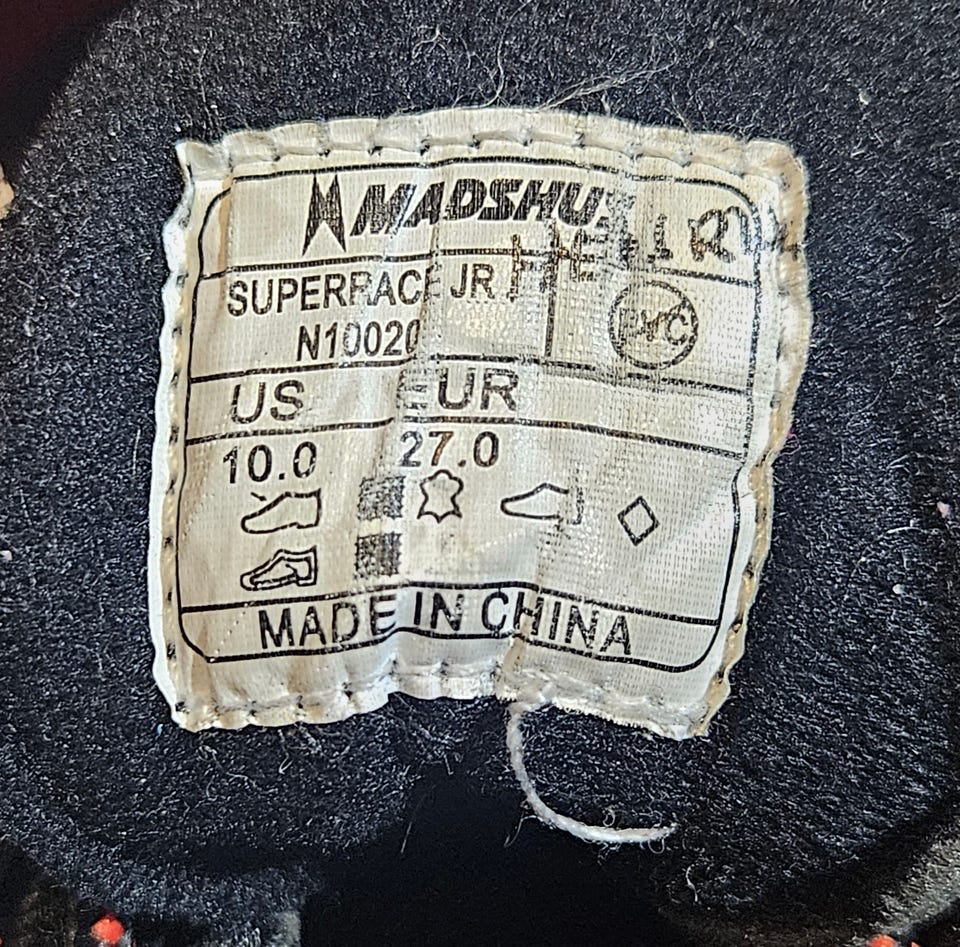 MADSHUS
SUPERRACE JR
N10020
US EUR
10.0 27.0
PVC
MADE IN CHINA